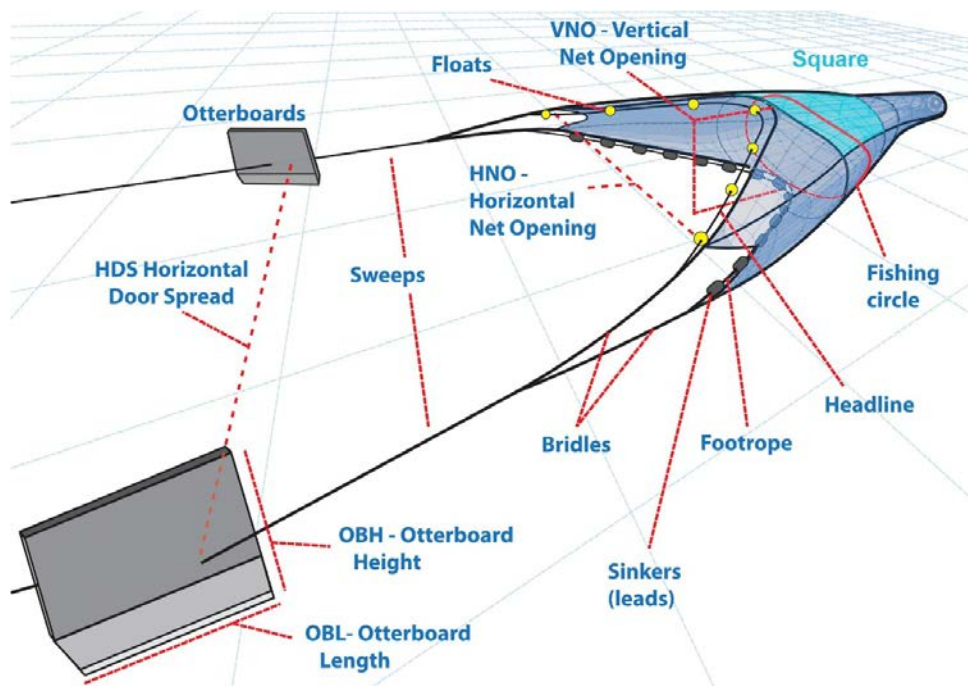 VNO - Vertical
Net Opening
Square
Floats
Otterboards
HNO -
Horizontal
Net Opening
HDS Horizontal
Door Spread
Sweeps
Fishing
circle
Headline
Bridles
Footrope
OBH - Otterboard
Height
Sinkers
(leads)
OBL- Otterboard
Length